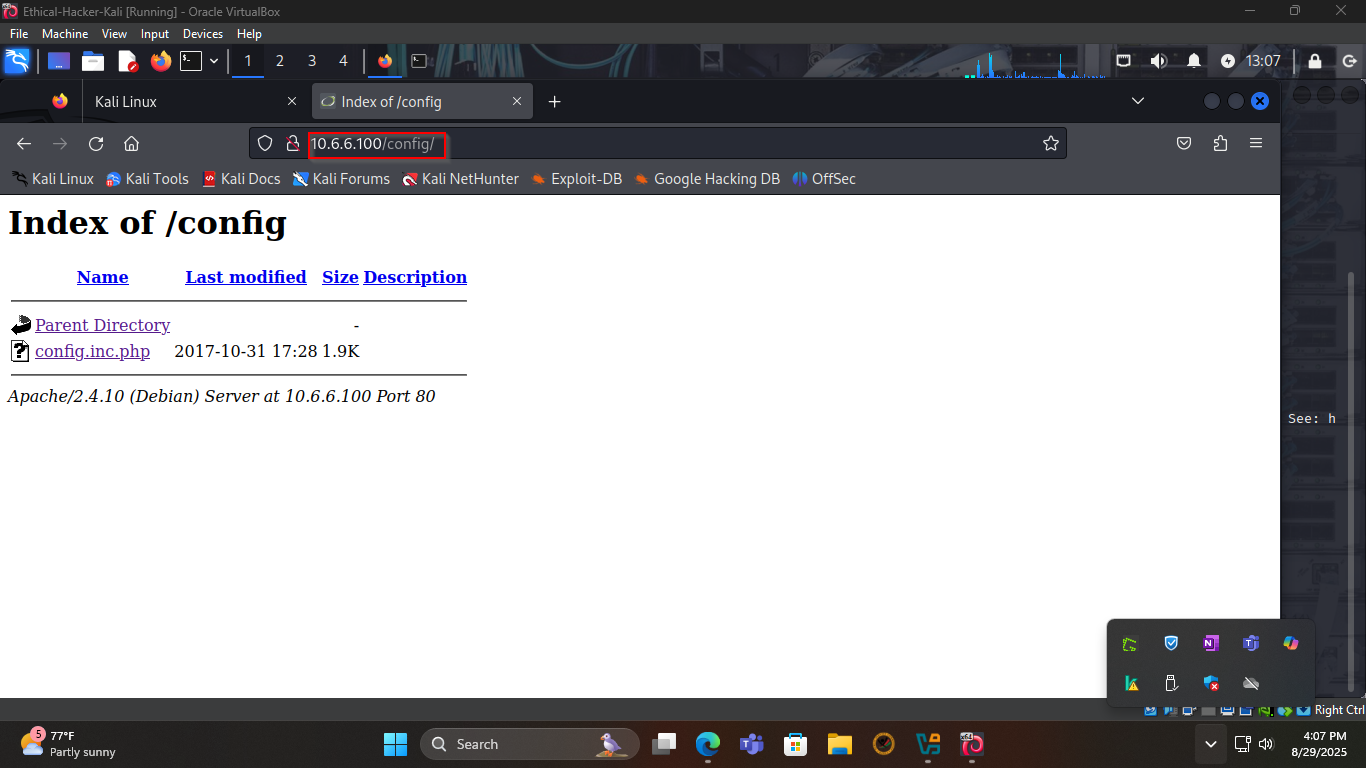 Ethical-Hacker-Kali [Running] - Oracle VirtualBox
File Machine View Input Devices Help
1 2 3 4 13:07
Kali Linux Index of /config
10.6.6.100/config/
Kali Linux Kali Tools Kali Docs Kali Forums Kali NetHunter Exploit-DB Google Hacking DB OffSec
Index of /config
Name Last modified Size Description
Parent Directory -
config.inc.php 2017-10-31 17:28 1.9K
Apache/2.4.10 (Debian) Server at 10.6.6.100 Port 80
See: h
Right Ctrl
5 77°F
Partly sunny
Search
4:07 PM
8/29/2025